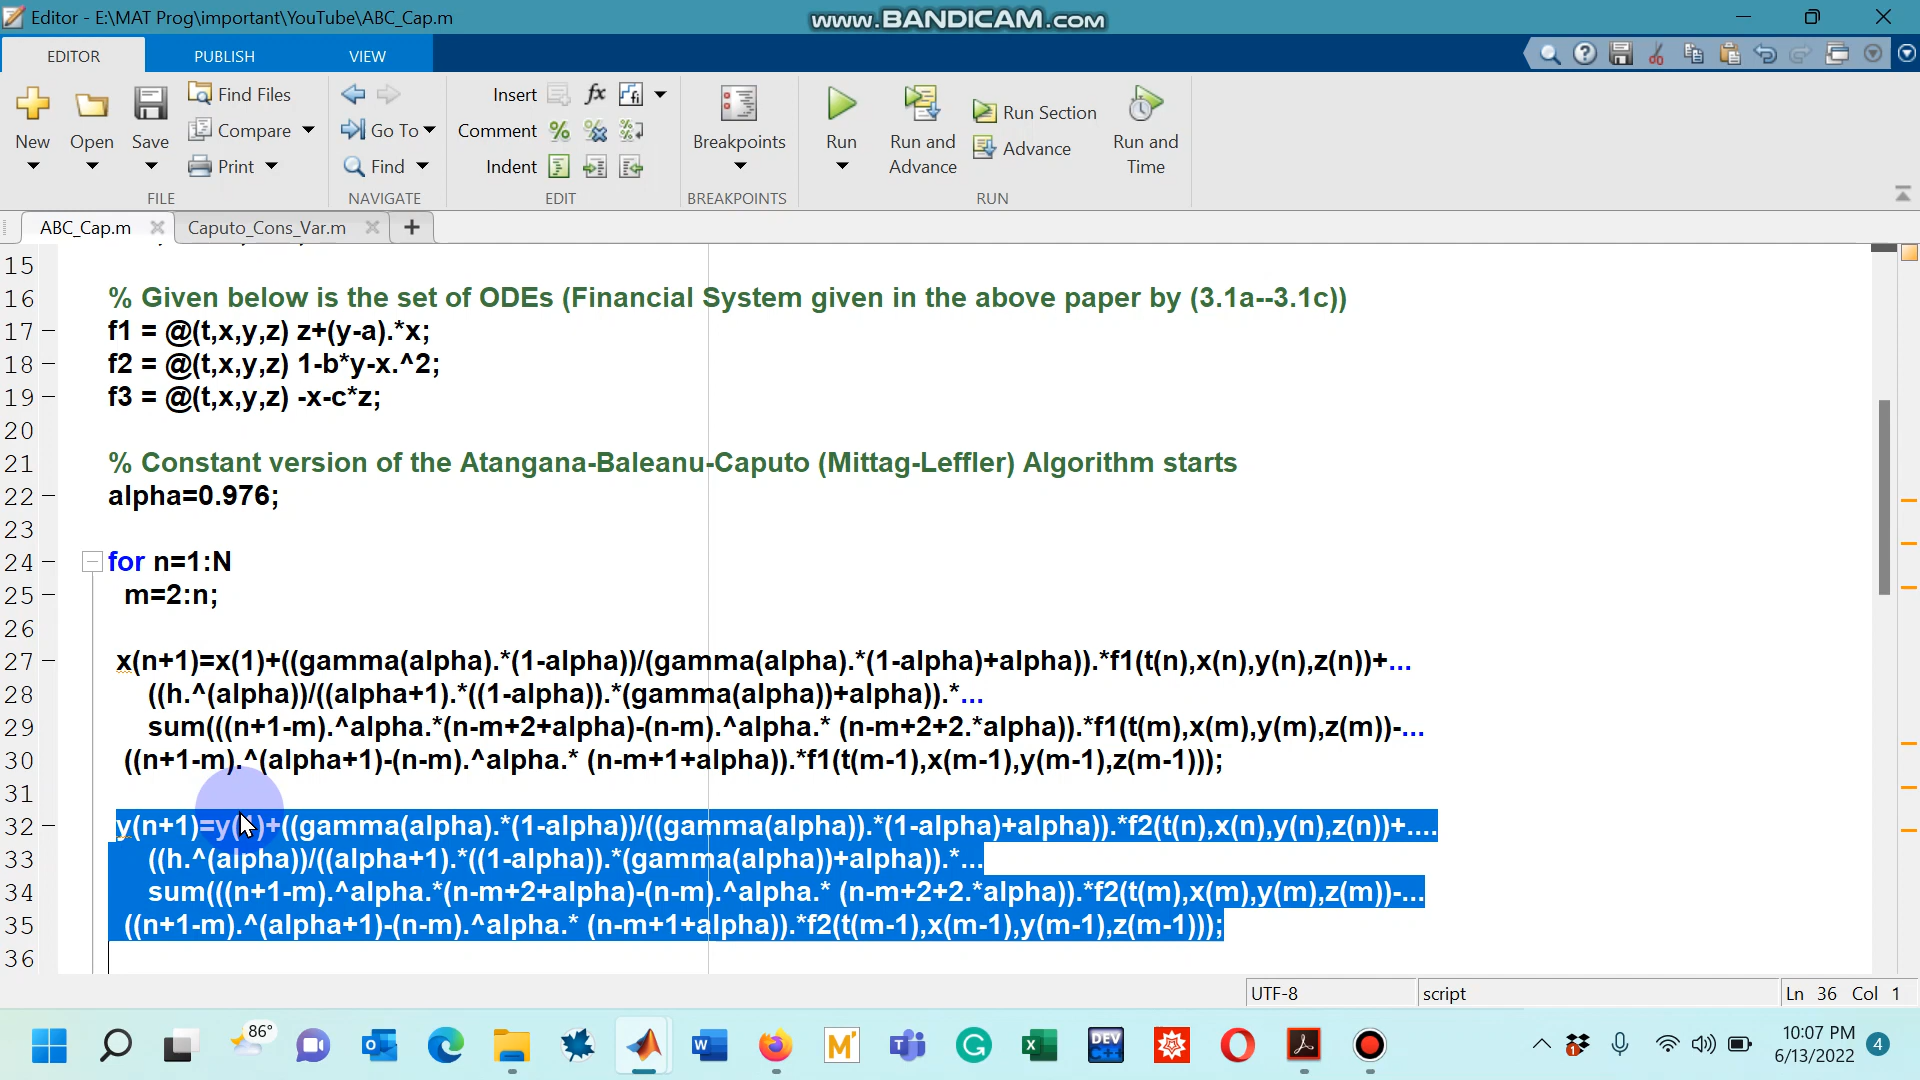 Editor - E:\MAT Prog\important\YouTube\ABC_Cap.m
www.BANDICAM.com
EDITOR PUBLISH VIEW
New
Open
Save
Find Files
Compare
Print
FILE
Go To
Find
NAVIGATE
Insert fx
Comment
Indent
EDIT
Breakpoints
BREAKPOINTS
Run
Run and Advance
Run Section
Advance
Run and Time
RUN
ABC_Cap.m Caputo_Cons_Var.m +
15
16 % Given below is the set of ODEs (Financial System given in the above paper by (3.1a--3.1c))
17 f1 = @(t,x,y,z) z+(y-a).*x;
18 f2 = @(t,x,y,z) 1-b*y-x.^2;
19 f3 = @(t,x,y,z) -x-c*z;
20
21 % Constant version of the Atangana-Baleanu-Caputo (Mittag-Leffler) Algorithm starts
22 alpha=0.976;
23
24 for n=1:N
25 m=2:n;
26
27 x(n+1)=x(1)+((gamma(alpha).*(1-alpha))/(gamma(alpha).*(1-alpha)+alpha)).*f1(t(n),x(n),y(n),z(n))+...
28 ((h.^(alpha))/((alpha+1).*((1-alpha)).*(gamma(alpha))+alpha)).*...
29 sum(((n+1-m).^alpha.*(n-m+2+alpha)-(n-m).^alpha.* (n-m+2+2.*alpha)).*f1(t(m),x(m),y(m),z(m))-...
30 ((n+1-m).^(alpha+1)-(n-m).^alpha.* (n-m+1+alpha)).*f1(t(m-1),x(m-1),y(m-1),z(m-1)));
31
32 y(n+1)=y(1)+((gamma(alpha).*(1-alpha))/((gamma(alpha)).*(1-alpha)+alpha)).*f2(t(n),x(n),y(n),z(n))+....
33 ((h.^(alpha))/((alpha+1).*((1-alpha)).*(gamma(alpha))+alpha)).*...
34 sum(((n+1-m).^alpha.*(n-m+2+alpha)-(n-m).^alpha.* (n-m+2+2.*alpha)).*f2(t(m),x(m),y(m),z(m))-...
35 ((n+1-m).^(alpha+1)-(n-m).^alpha.* (n-m+1+alpha)).*f2(t(m-1),x(m-1),y(m-1),z(m-1)));
36
UTF-8 script Ln 36 Col 1
86°
DEV C++
10:07 PM
6/13/2022
4